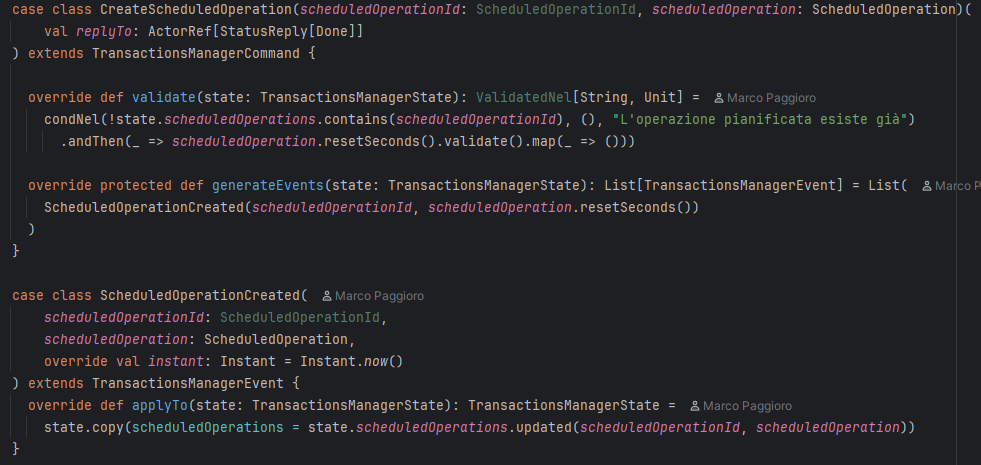 case class CreateScheduledOperation(scheduledOperationId: ScheduledOperationId, scheduledOperation: ScheduledOperation)(
    val replyTo: ActorRef[StatusReply[Done]]
) extends TransactionsManagerCommand {
  override def validate(state: TransactionsManagerState): ValidatedNel[String, Unit] = Marco Paggioro
    condNel(!state.scheduledOperations.contains(scheduledOperationId), (), "L'operazione pianificata esiste già")
      .andThen(_ => scheduledOperation.resetSeconds().validate().map(_ => ()))
  override protected def generateEvents(state: TransactionsManagerState): List[TransactionsManagerEvent] = List( Marco P
    ScheduledOperationCreated(scheduledOperationId, scheduledOperation.resetSeconds())
  )
}
case class ScheduledOperationCreated( Marco Paggioro
    scheduledOperationId: ScheduledOperationId,
    scheduledOperation: ScheduledOperation,
    override val instant: Instant = Instant.now()
) extends TransactionsManagerEvent {
  override def applyTo(state: TransactionsManagerState): TransactionsManagerState = Marco Paggioro
    state.copy(scheduledOperations = state.scheduledOperations.updated(scheduledOperationId, scheduledOperation))
}